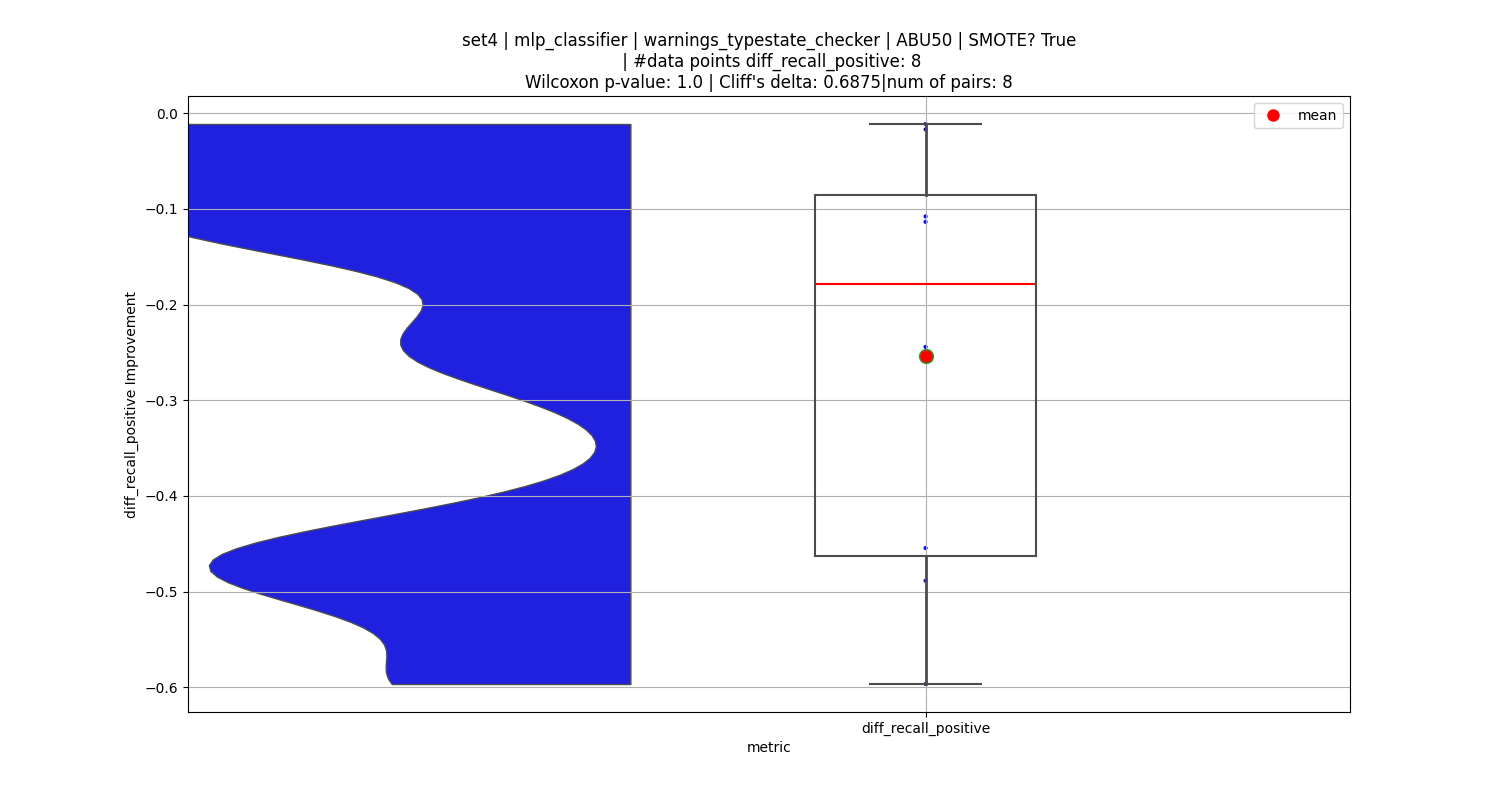 set4 | mlp_classifier | warnings_typestate_checker | ABU50 | SMOTE? True
| #data points diff_recall_positive: 8
Wilcoxon p-value: 1.0 | Cliff's delta: 0.6875|num of pairs: 8
mean
0.0
−0.1
−0.2
−0.3
−0.4
−0.5
−0.6
diff_recall_positive Improvement
diff_recall_positive
metric